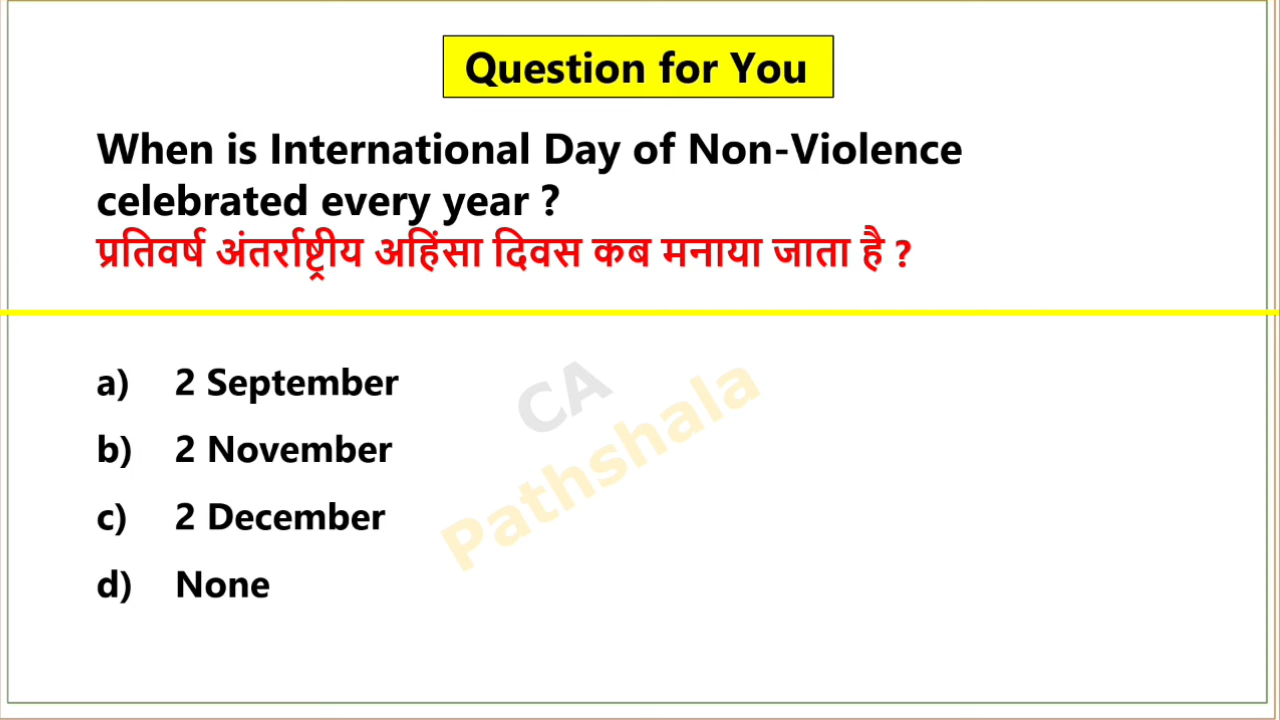 Question for You
When is International Day of Non-Violence
celebrated every year ?
प्रतिवर्ष अंतर्राष्ट्रीय अहिंसा दिवस कब मनाया जाता है ?
a) 2 September
b) 2 November
c) 2 December
d) None
CA
Pathshala